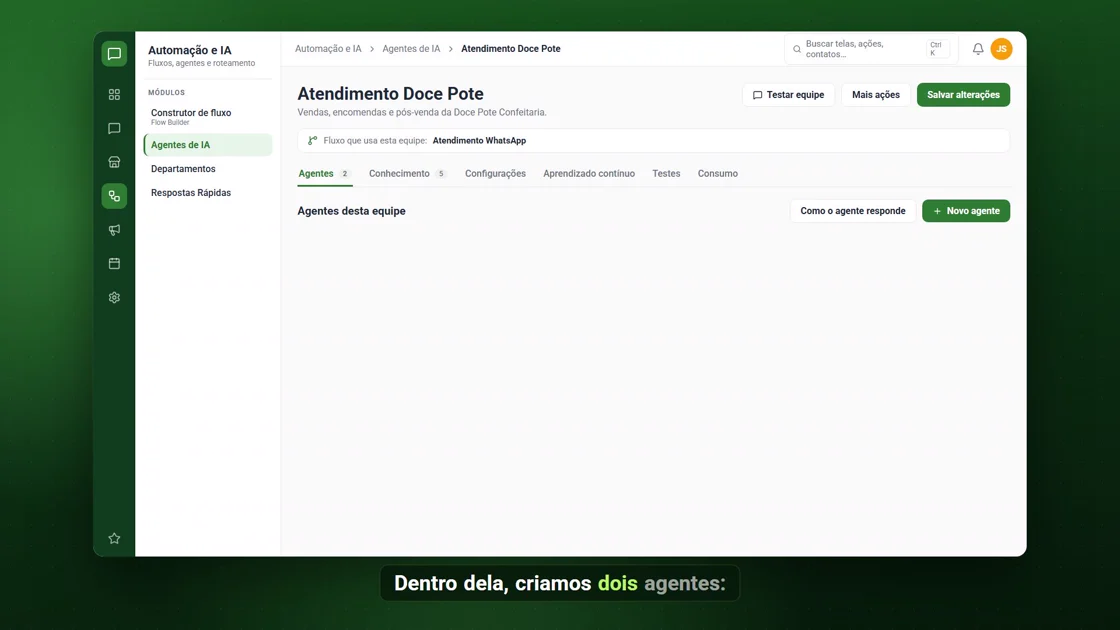 Automação e IA
Fluxos, agentes e roteamento
MÓDULOS
Construtor de fluxo
Flow Builder
Agentes de IA
Departamentos
Respostas Rápidas
Automação e IA > Agentes de IA > Atendimento Doce Pote
Buscar telas, ações, contatos...
Ctrl K
JS
Atendimento Doce Pote
Vendas, encomendas e pós-venda da Doce Pote Confeitaria.
Testar equipe
Mais ações
Salvar alterações
Fluxo que usa esta equipe: Atendimento WhatsApp
Agentes 2 Conhecimento 5 Configurações Aprendizado contínuo Testes Consumo
Agentes desta equipe
Como o agente responde
+ Novo agente
Dentro dela, criamos dois agentes: